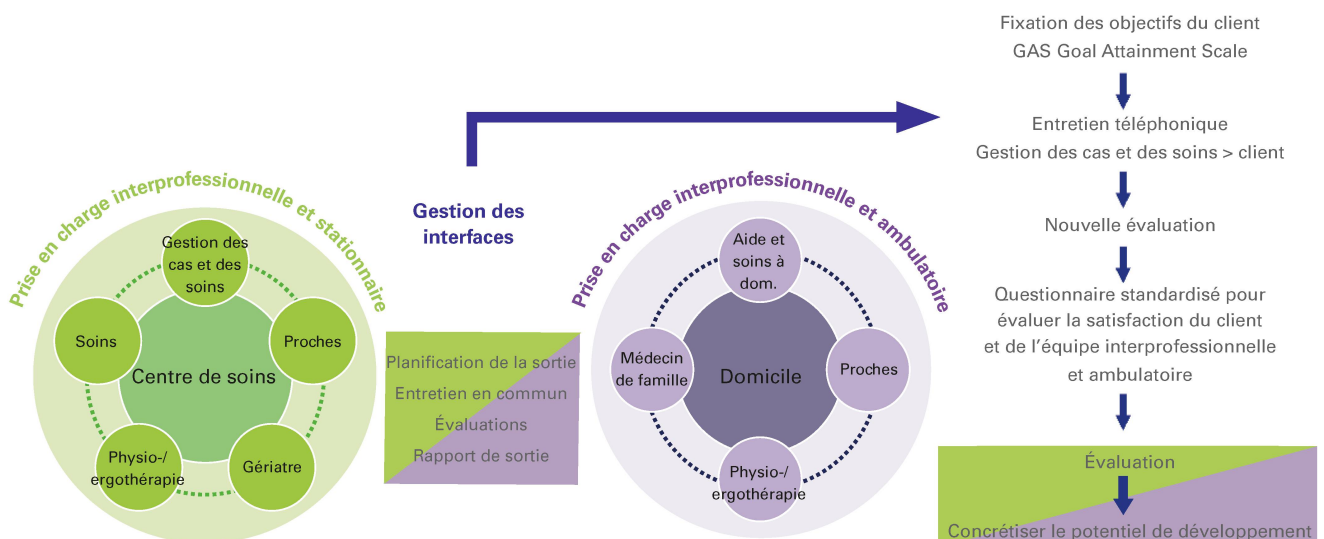 Prise en charge interprofessionnelle et stationnaire
Gestion des
cas et des
soins
Soins
Proches
Centre de soins
Physio-/
ergothérapie
Gériatre
Gestion des
interfaces
Planification de la sortie
Entretien en commun
Évaluations
Rapport de sortie
Prise en charge interprofessionnelle et ambulatoire
Aide et
soins à
dom.
Médecin
de famille
Domicile
Proches
Physio-/
ergothérapie
Fixation des objectifs du client
GAS Goal Attainment Scale
Entretien téléphonique
Gestion des cas et des soins > client
Nouvelle évaluation
Questionnaire standardisé pour
évaluer la satisfaction du client
et de l’équipe interprofessionnelle
et ambulatoire
Évaluation
Concrétiser le potentiel de développement